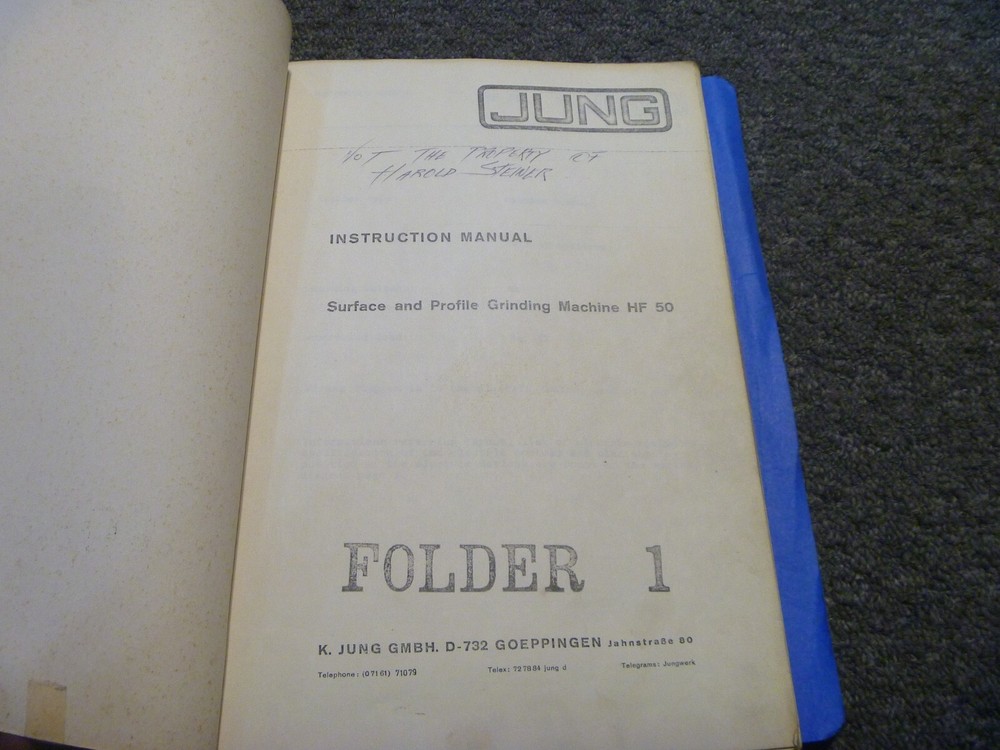 JUNG
NOT THE PROPERTY OF
HAROLD STEINER
INSTRUCTION MANUAL
Surface and Profile Grinding Machine HF 50
FOLDER 1
K. JUNG GMBH. D-732 GOEPPINGEN Jahnstraße 80
Telephone: (07161) 71079 Telex: 727884 jung d Telegrams: Jungwerk